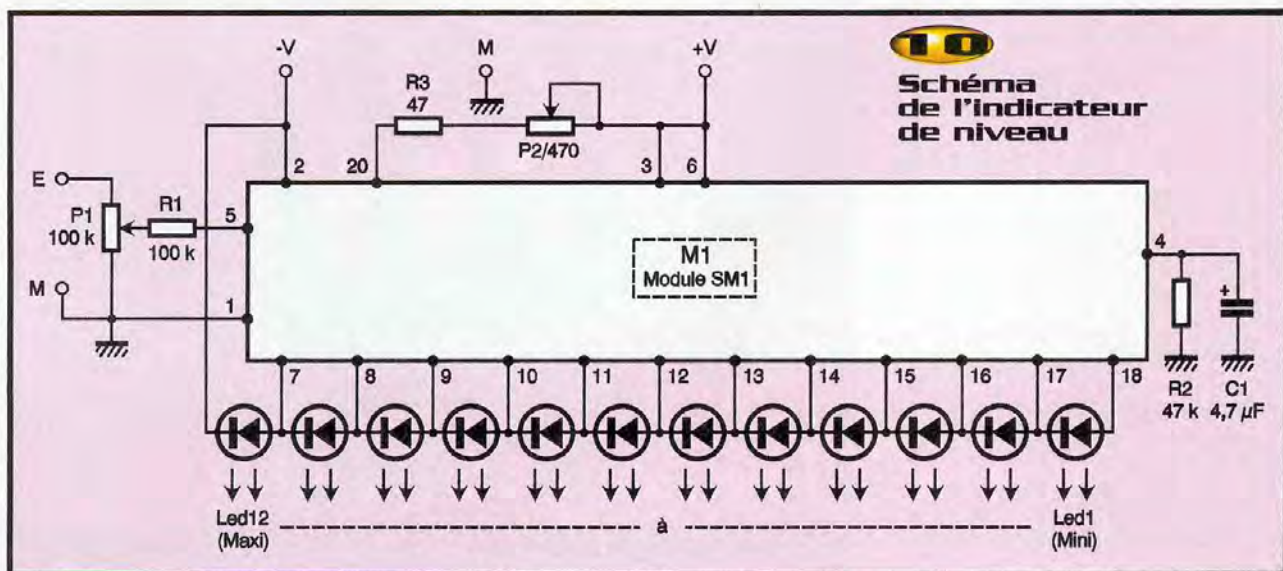 10
Schéma
de l'indicateur
de niveau
-V
M
+V
R3
47
P2/470
2
20
3
6
E
P1
100 k
R1
100 k
5
M
1
M1
Module SM1
4
+
R2
47 k
C1
4,7 µF
7
8
9
10
11
12
13
14
15
16
17
18
Led12
(Maxi)
à
Led1
(Mini)